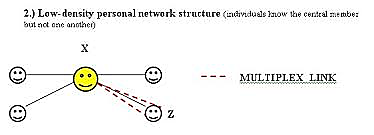 2.) Low-density personal network structure (individuals know the central member
but not one another)
X
--- MULTIPLEX LINK
Z